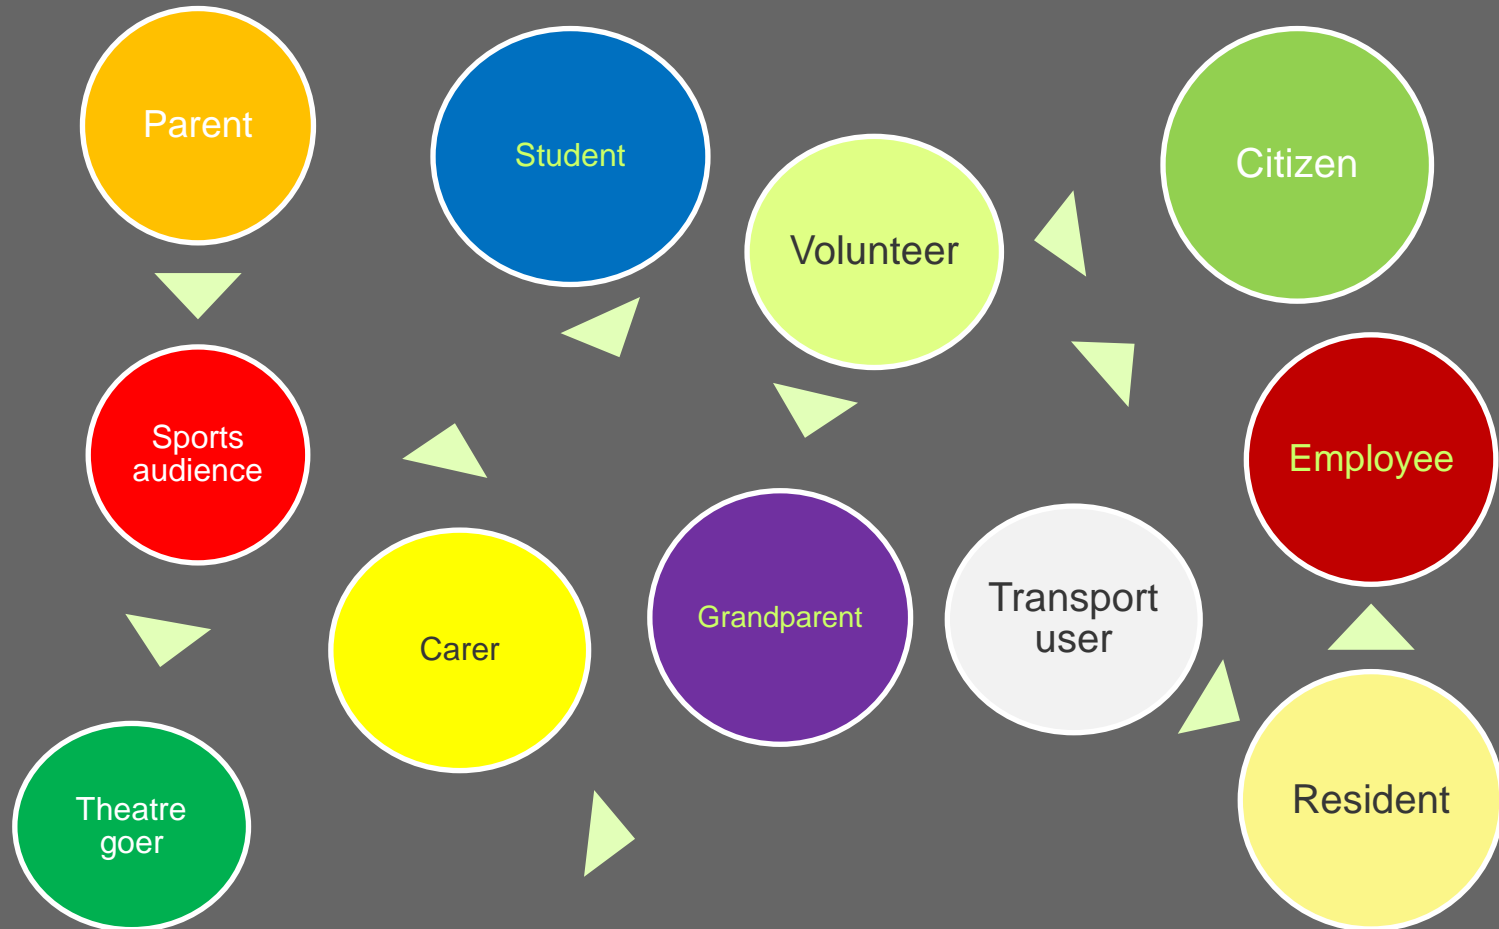 Parent
Student
Citizen
Volunteer
Sports
audience
Employee
Transport
user
Grandparent
Carer
Resident
Theatre
goer